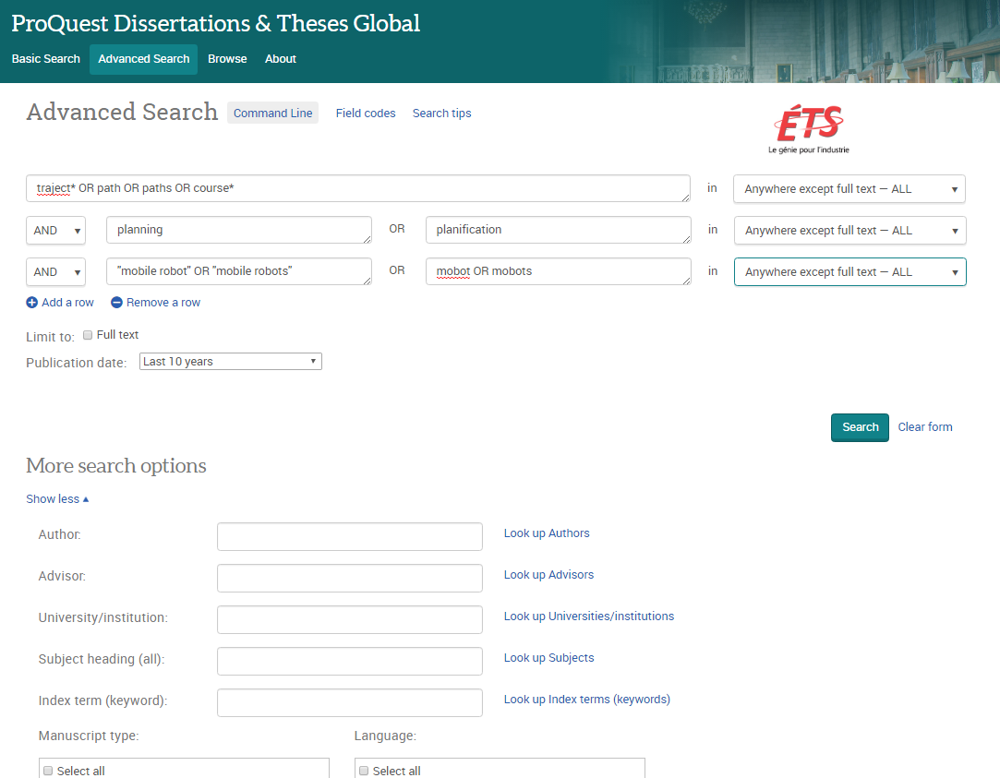 ProQuest Dissertations & Theses Global
Basic Search Advanced Search Browse About
Advanced Search Command Line Field codes Search tips
ÉTS
Le génie pour l'industrie
traject* OR path OR paths OR course* in Anywhere except full text — ALL
AND planning OR planification in Anywhere except full text — ALL
AND "mobile robot" OR "mobile robots" OR mobot OR mobots in Anywhere except full text — ALL
Add a row Remove a row
Limit to: Full text
Publication date: Last 10 years
Search Clear form
More search options
Show less
Author: Look up Authors
Advisor: Look up Advisors
University/institution: Look up Universities/institutions
Subject heading (all): Look up Subjects
Index term (keyword): Look up Index terms (keywords)
Manuscript type: Language:
Select all Select all